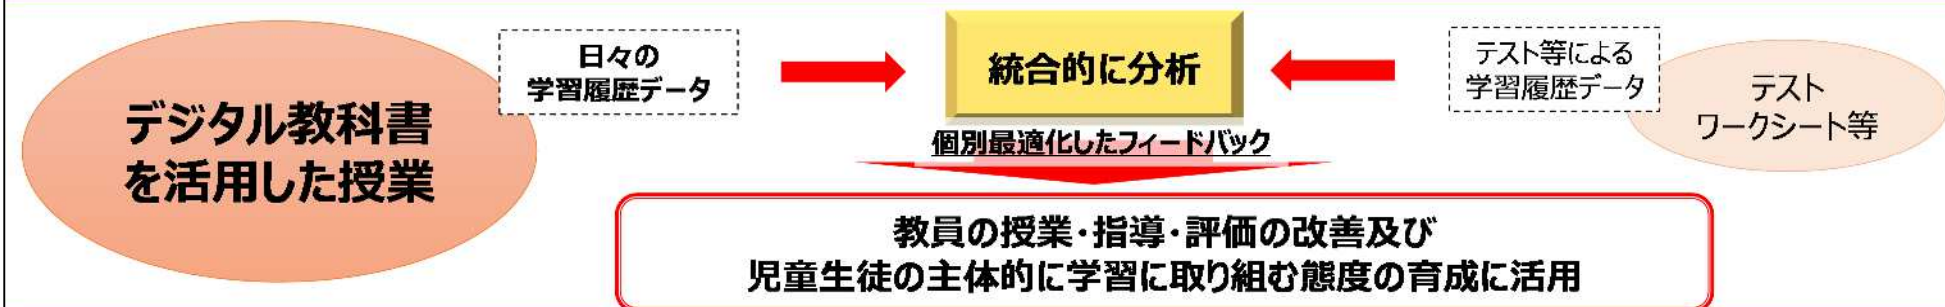 デジタル教科書
を活用した授業
日々の
学習履歴データ
統合的に分析
テスト等による
学習履歴データ
テスト
ワークシート等
個別最適化したフィードバック
教員の授業・指導・評価の改善及び
児童生徒の主体的に学習に取り組む態度の育成に活用